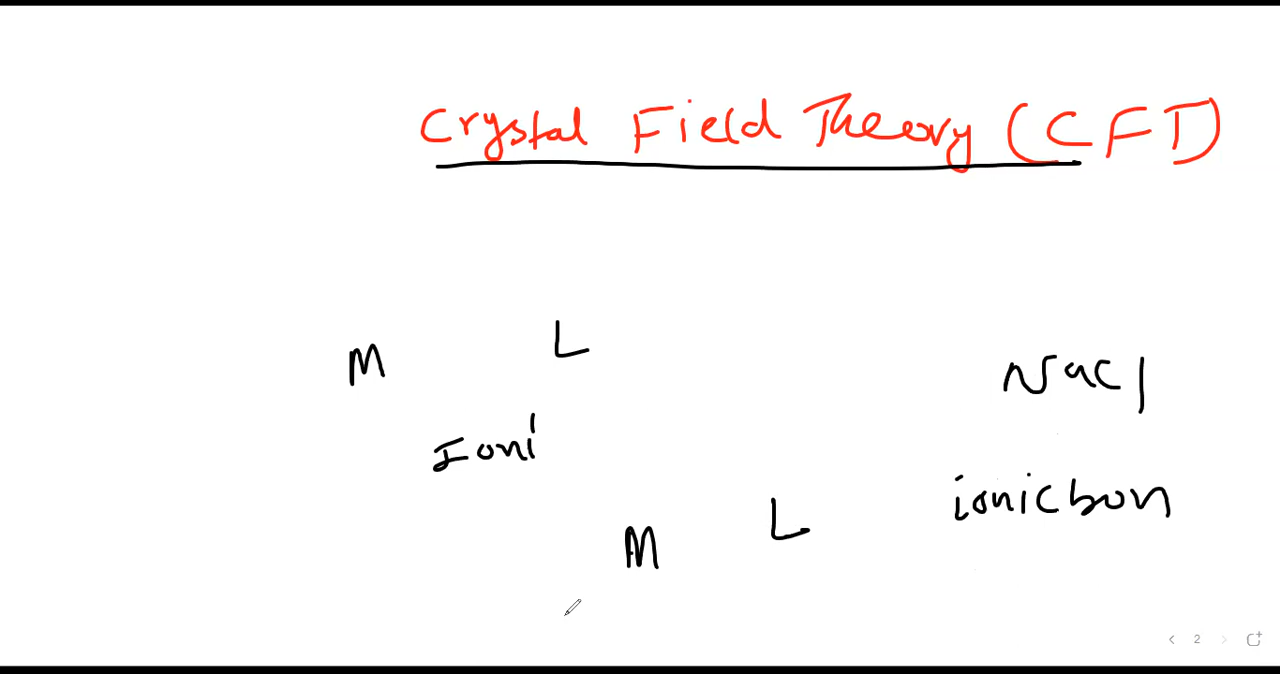 Crystal Field Theory (CFT)
M L
NaCl
Ioni
ionicbon
M L
2